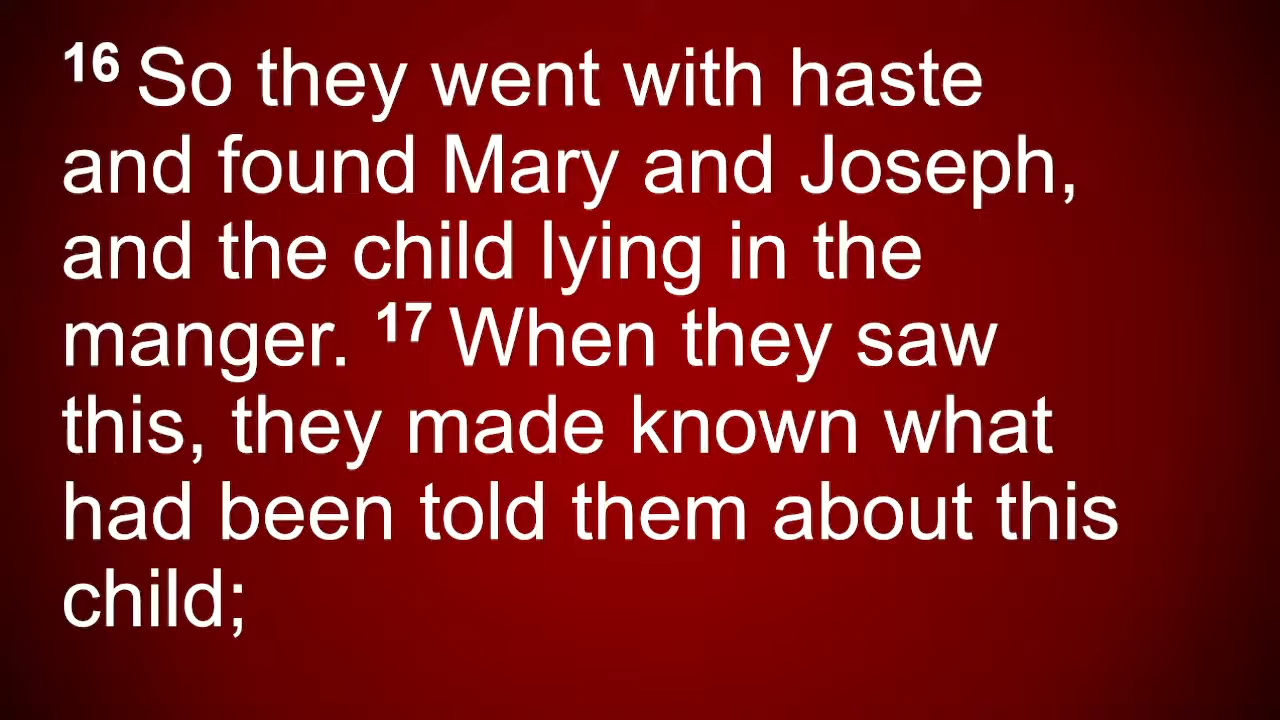 16 So they went with haste
and found Mary and Joseph,
and the child lying in the
manger. 17 When they saw
this, they made known what
had been told them about this
child;